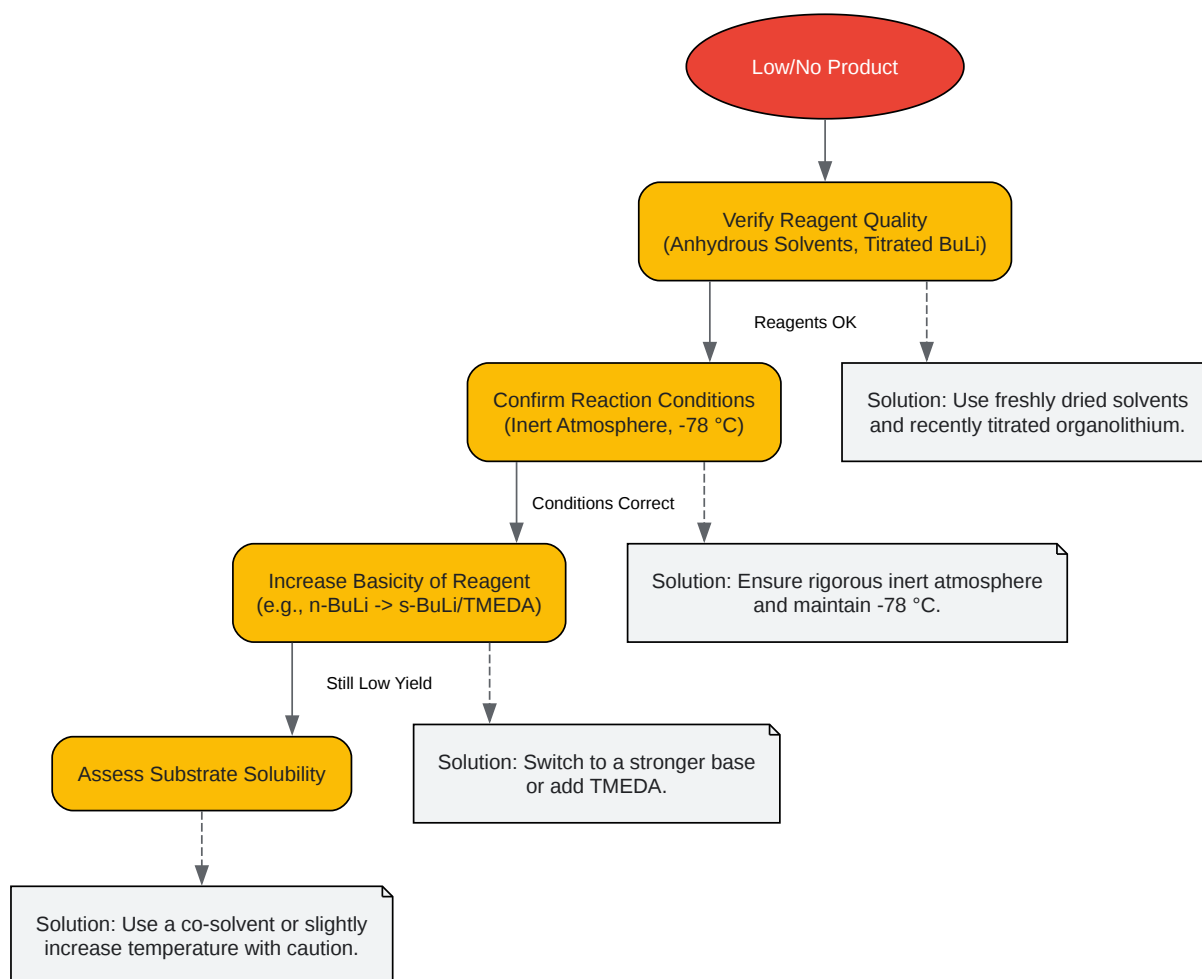 Low/No Product
Verify Reagent Quality
(Anhydrous Solvents, Titrated BuLi)
Reagents OK
Confirm Reaction Conditions
(Inert Atmosphere, -78 °C)
Solution: Use freshly dried solvents
and recently titrated organolithium.
Conditions Correct
Increase Basicity of Reagent
(e.g., n-BuLi -> s-BuLi/TMEDA)
Solution: Ensure rigorous inert atmosphere
and maintain -78 °C.
Still Low Yield
Assess Substrate Solubility
Solution: Switch to a stronger base
or add TMEDA.
Solution: Use a co-solvent or slightly
increase temperature with caution.